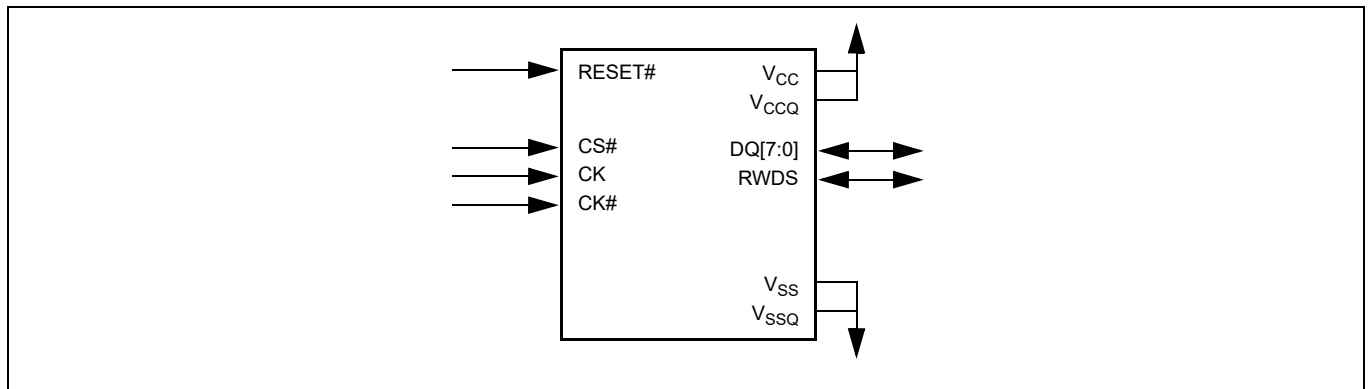 RESET#
CS#
CK
CK#
VCC
VCCQ
DQ[7:0]
RWDS
VSS
VSSQ